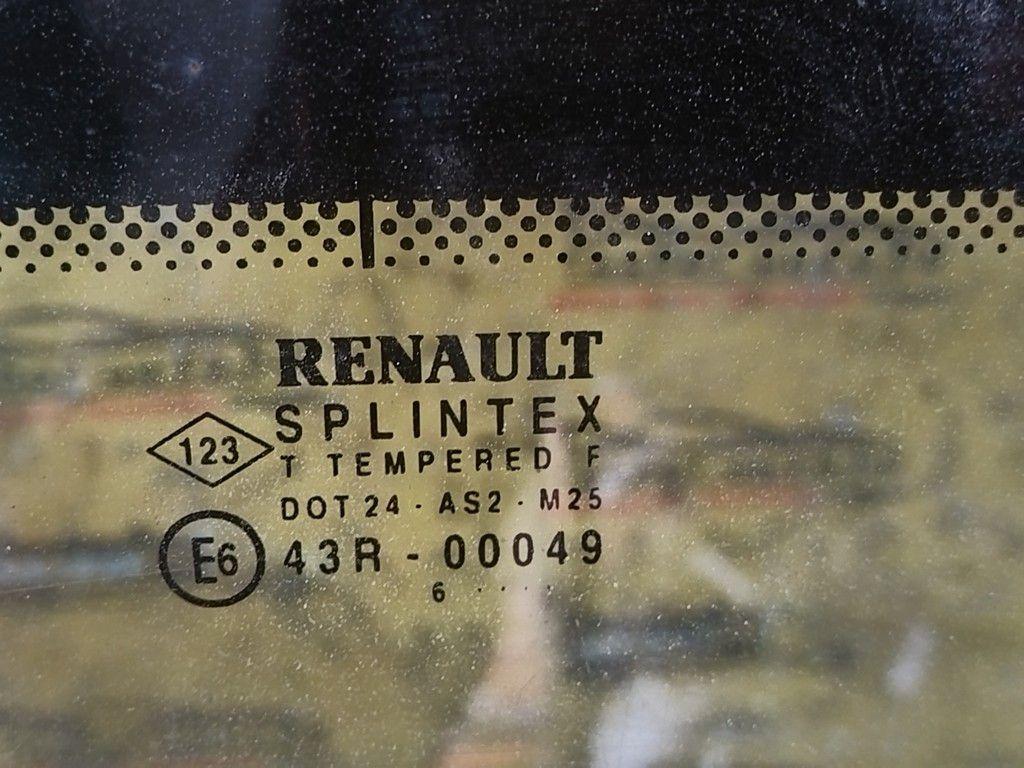 RENAULT
SPLINTEX
123
T TEMPERED F
DOT 24 · AS2 · M25
E6 43R - 00049
6 · · · ·